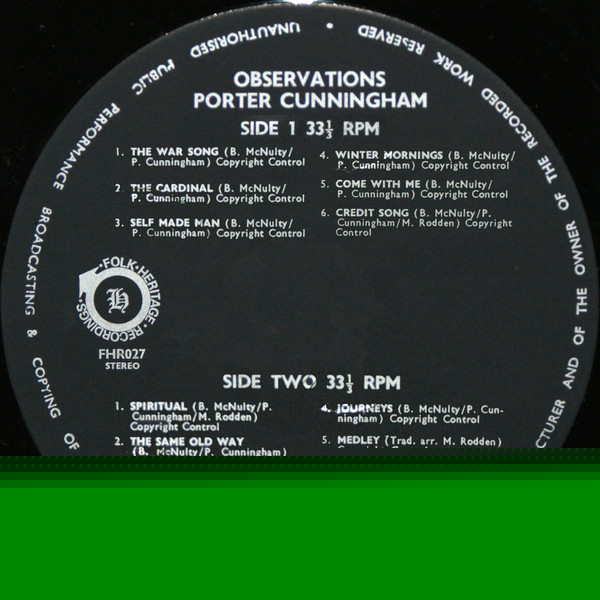 UNAUTHORISED PUBLIC PERFORMANCE BROADCASTING & COPYING OF
CTURER AND OF THE OWNER OF THE RECORDED WORK RESERVED
OBSERVATIONS
PORTER CUNNINGHAM
SIDE 1 33⅓ RPM
1. THE WAR SONG (B. McNulty/
P. Cunningham) Copyright Control
2. THE CARDINAL (B. McNulty/
P. Cunningham) Copyright Control
3. SELF MADE MAN (B. McNulty/
P. Cunningham) Copyright Control
4. WINTER MORNINGS (B. McNulty/
P. Cunningham) Copyright Control
5. COME WITH ME (B. McNulty/
P. Cunningham) Copyright Control
6. CREDIT SONG (B. McNulty/P.
Cunningham/M. Rodden) Copyright
Control
FOLK HERITAGE RECORDINGS
H
FHR027
STEREO
SIDE TWO 33⅓ RPM
1. SPIRITUAL (B. McNulty/P.
Cunningham/M. Rodden)
Copyright Control
2. THE SAME OLD WAY
(B. McNulty/P. Cunningham)
4. JOURNEYS (B. McNulty/P. Cun-
ningham) Copyright Control
5. MEDLEY (Trad. arr. M. Rodden)